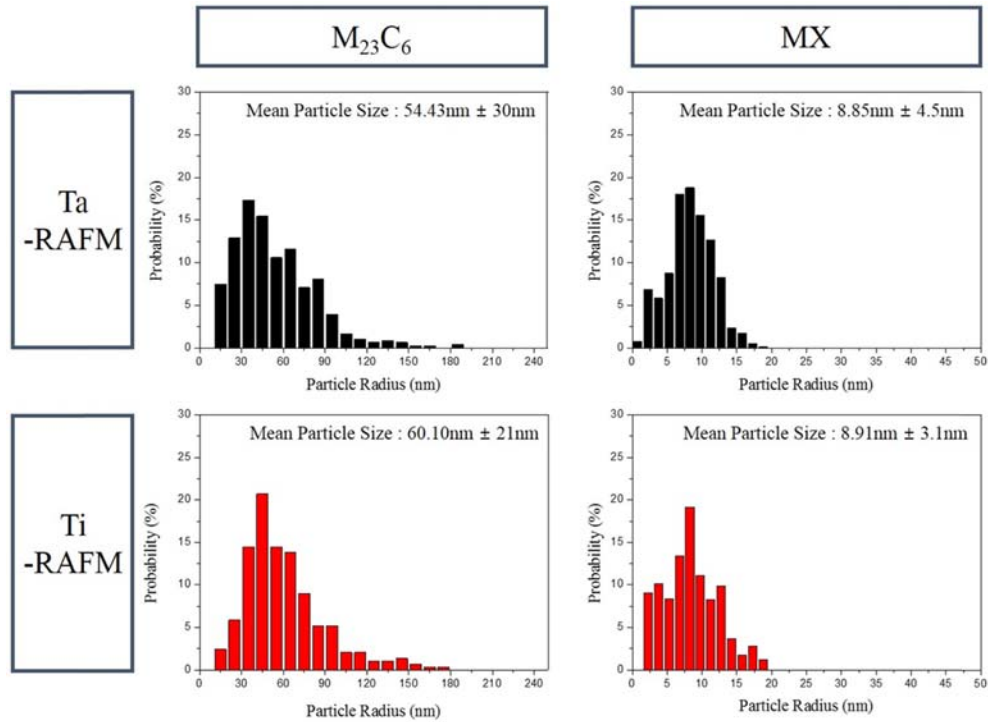 M₂₃C₆
MX
Ta
-RAFM
Mean Particle Size : 54.43nm ± 30nm
Probability (%)
30
25
20
15
10
5
0
0 30 60 90 120 150 180 210 240
Particle Radius (nm)
Mean Particle Size : 8.85nm ± 4.5nm
Probability (%)
30
25
20
15
10
5
0
0 5 10 15 20 25 30 35 40 45 50
Particle Radius (nm)
Ti
-RAFM
Mean Particle Size : 60.10nm ± 21nm
Probability (%)
30
25
20
15
10
5
0
0 30 60 90 120 150 180 210 240
Particle Radius (nm)
Mean Particle Size : 8.91nm ± 3.1nm
Probability (%)
30
25
20
15
10
5
0
0 5 10 15 20 25 30 35 40 45 50
Particle Radius (nm)